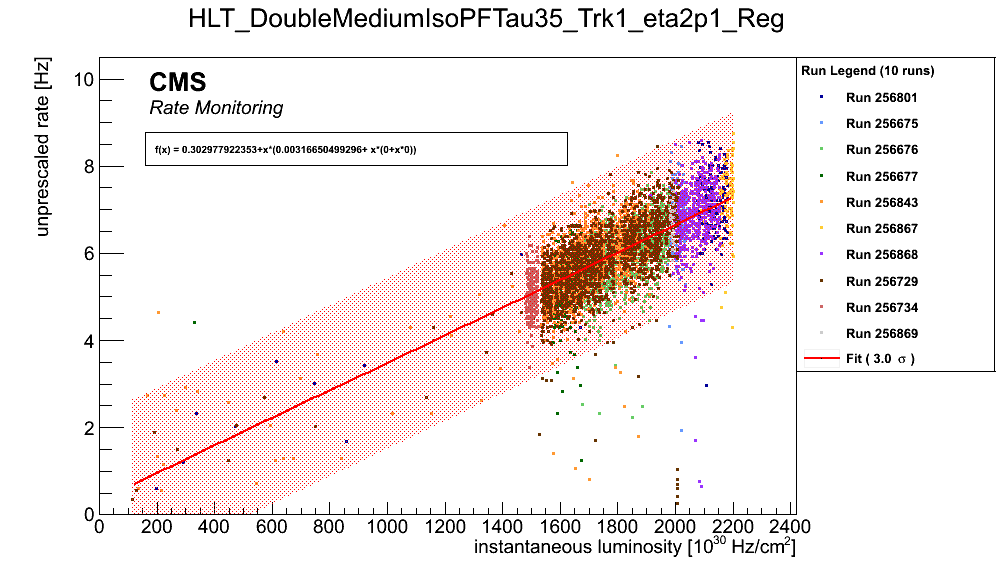 HLT_DoubleMediumIsoPFTau35_Trk1_eta2p1_Reg
unprescaled rate [Hz]
10
8
6
4
2
0
CMS
Rate Monitoring
f(x) = 0.302977922353+x*(0.00316650499296+ x*(0+x*0))
0 200 400 600 800 1000 1200 1400 1600 1800 2000 2200 2400
instantaneous luminosity [10³⁰ Hz/cm²]
Run Legend (10 runs)
Run 256801
Run 256675
Run 256676
Run 256677
Run 256843
Run 256867
Run 256868
Run 256729
Run 256734
Run 256869
Fit ( 3.0 σ )